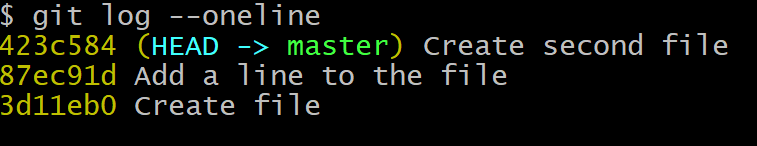 $ git log --oneline
423c584 (HEAD -> master) Create second file
87ec91d Add a line to the file
3d11eb0 Create file